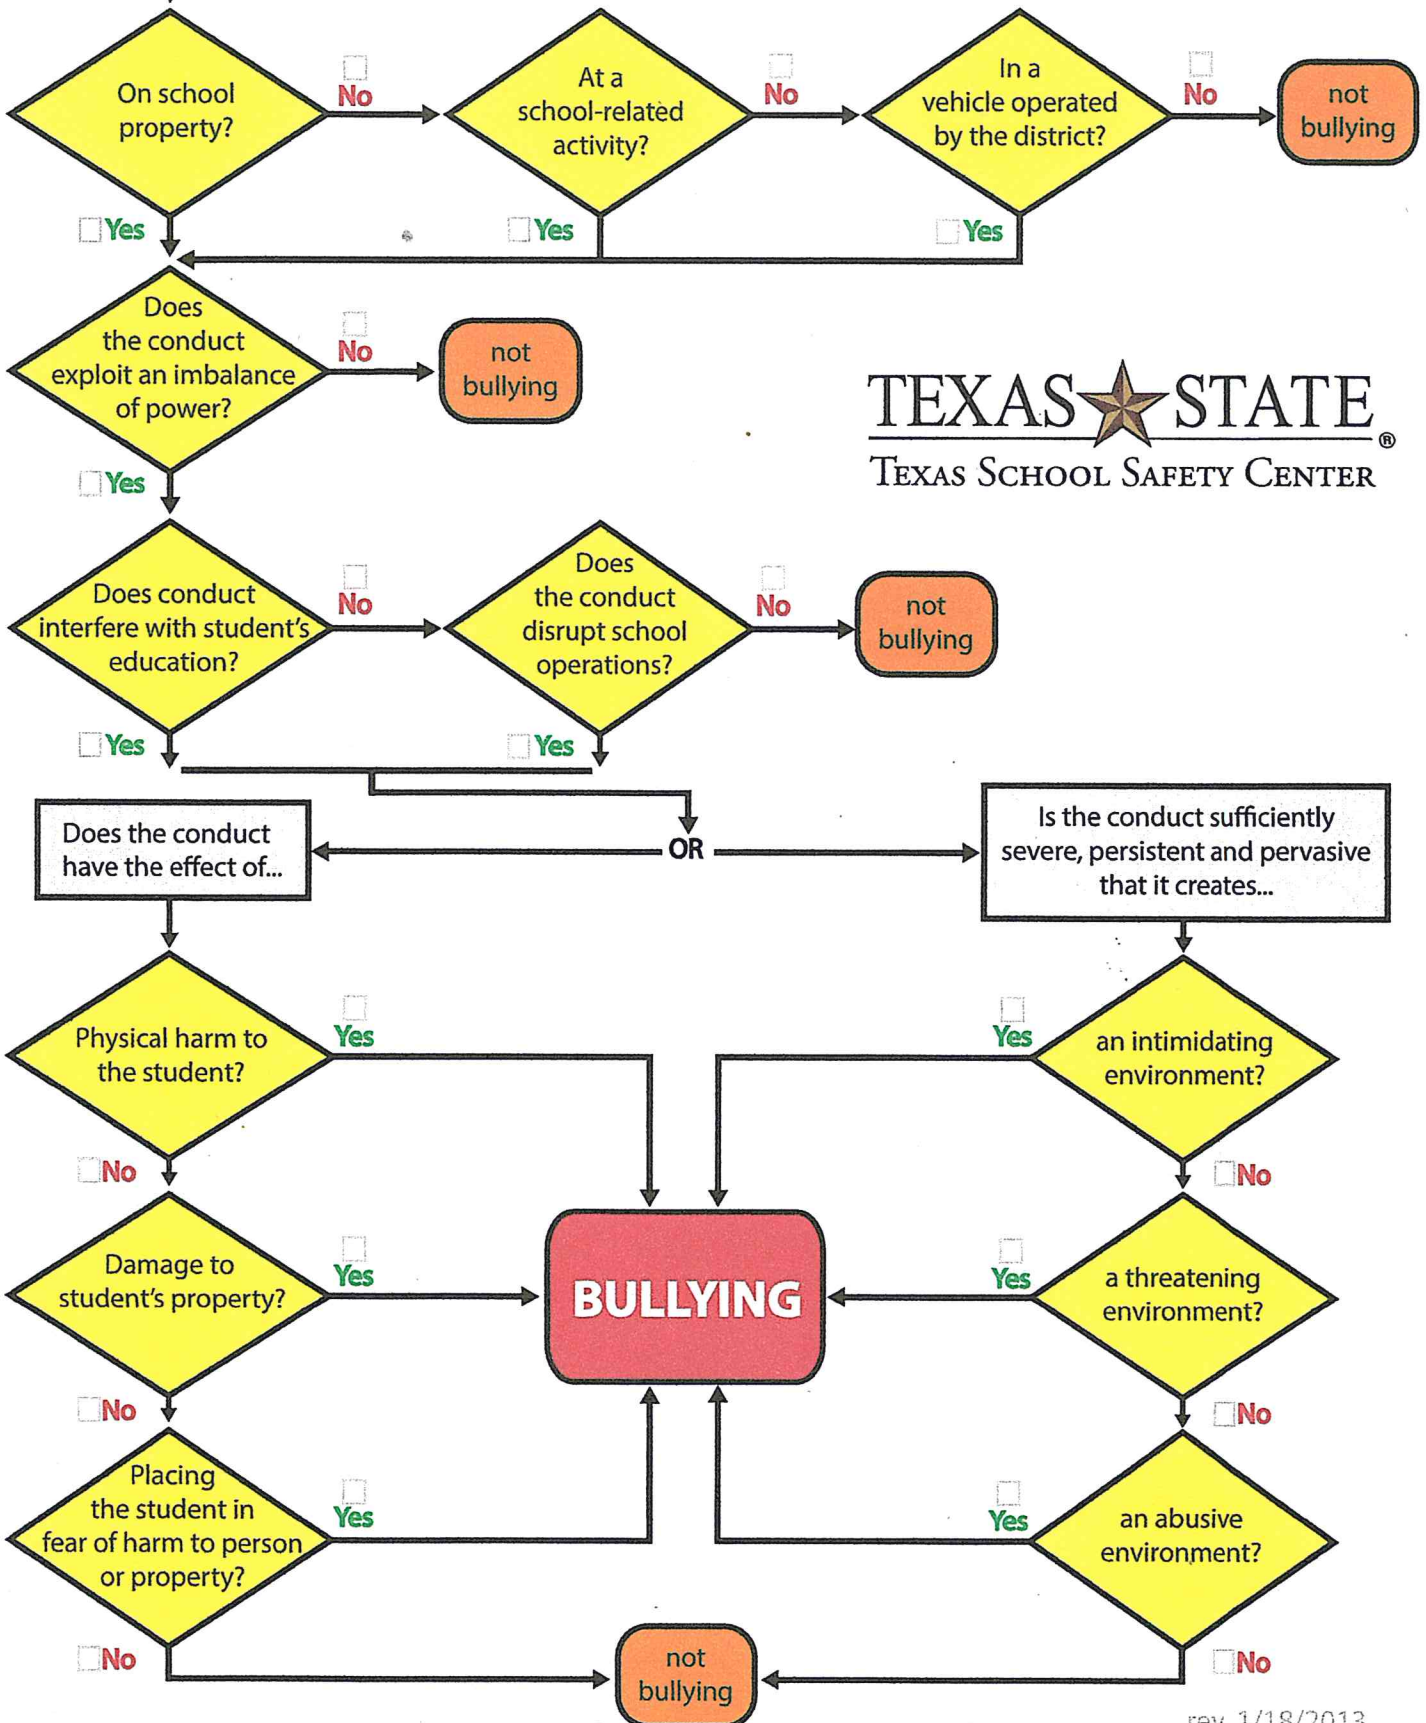 On school
property?
No
At a
school-related
activity?
No
In a
vehicle operated
by the district?
No
not
bullying
Yes
Yes
Yes
Does
the conduct
exploit an imbalance
of power?
No
not
bullying
TEXAS STATE
®
TEXAS SCHOOL SAFETY CENTER
Yes
Does conduct
interfere with student's
education?
No
Does
the conduct
disrupt school
operations?
No
not
bullying
Yes
Yes
Does the conduct
have the effect of...
OR
Is the conduct sufficiently
severe, persistent and pervasive
that it creates...
Physical harm to
the student?
Yes
Yes
an intimidating
environment?
No
No
Damage to
student's property?
Yes
BULLYING
Yes
a threatening
environment?
No
No
Placing
the student in
fear of harm to person
or property?
Yes
Yes
an abusive
environment?
No
not
bullying
No
rev. 1/18/2013